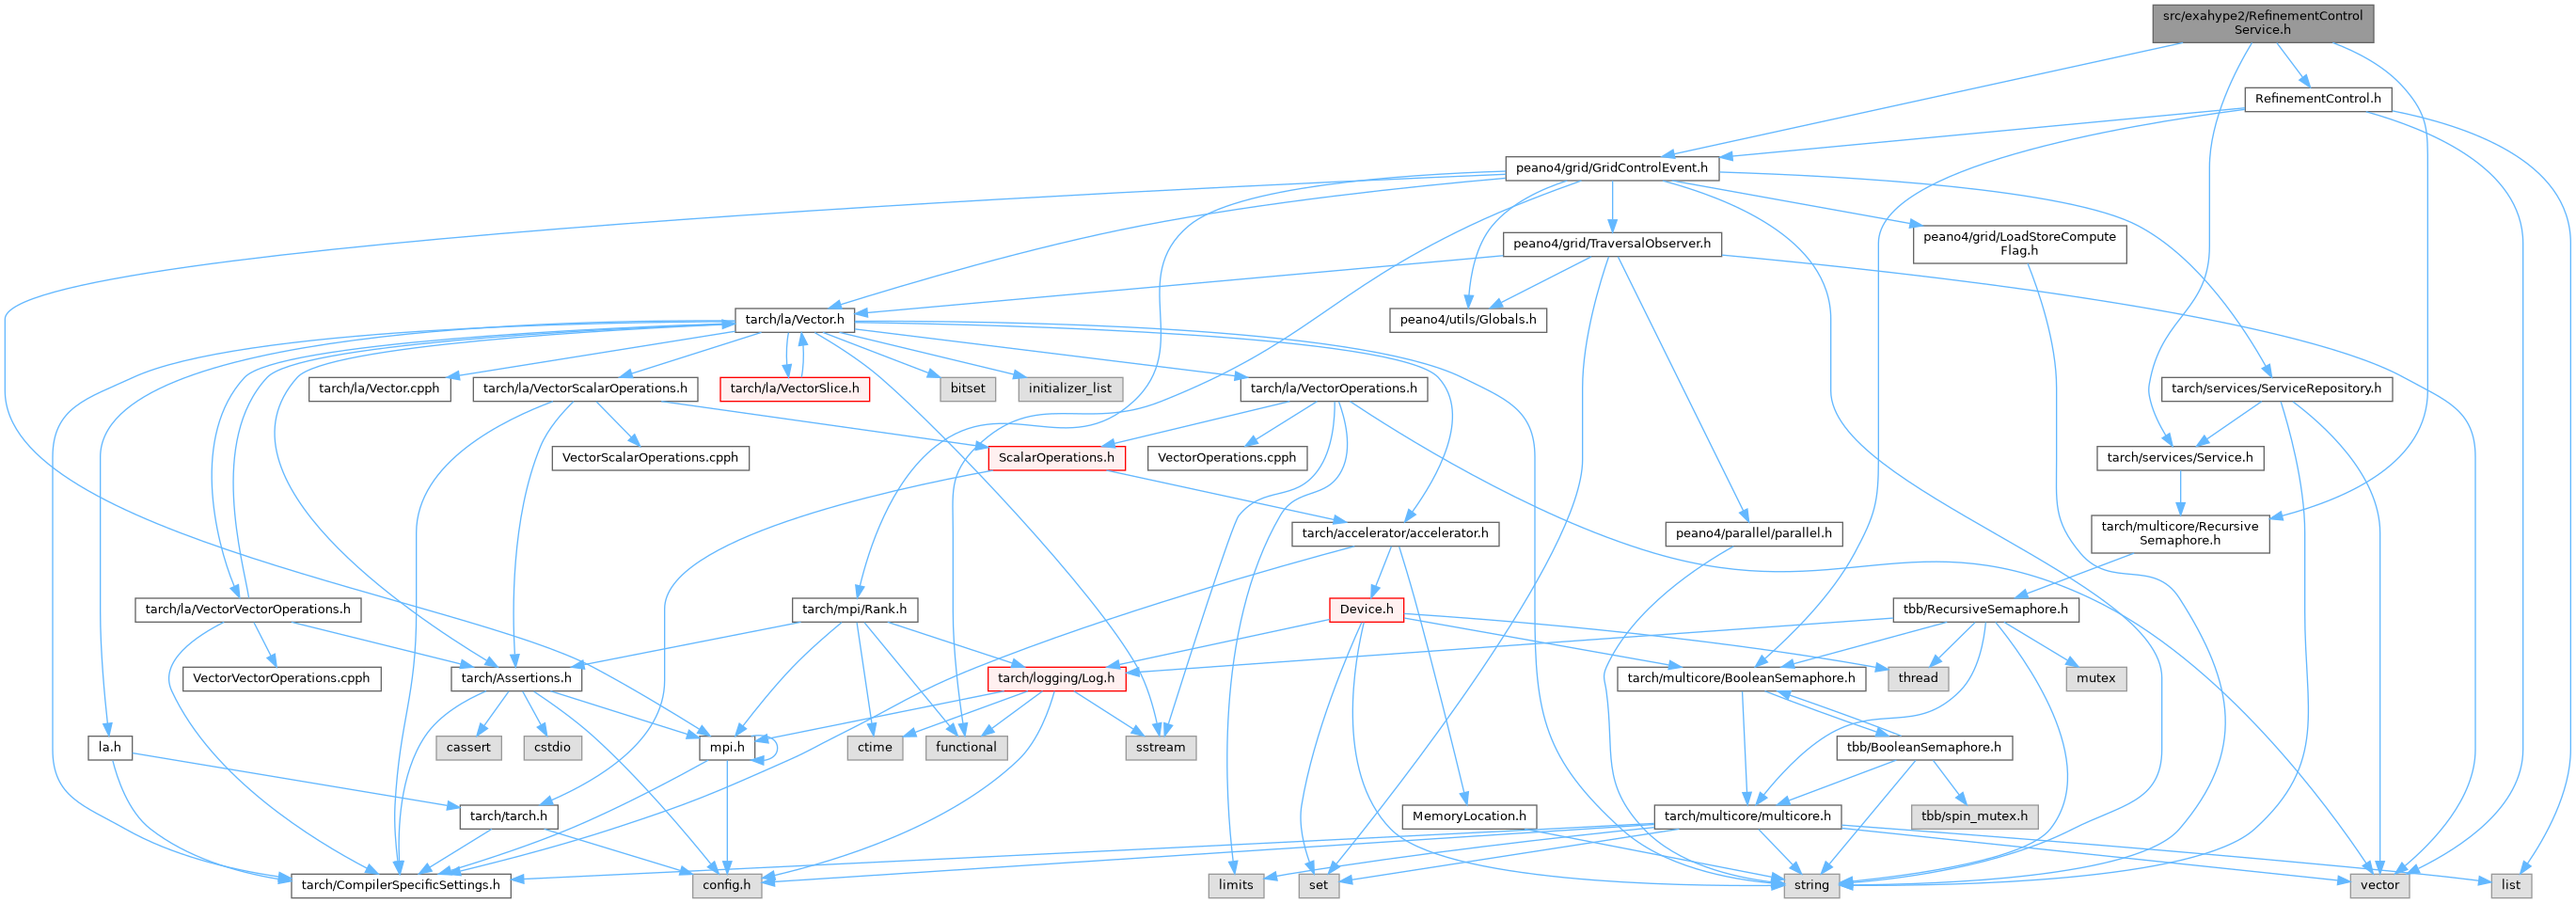 src/exahype2/RefinementControl
Service.h
RefinementControl.h
peano4/grid/GridControlEvent.h
peano4/grid/TraversalObserver.h
peano4/grid/LoadStoreCompute
Flag.h
tarch/la/Vector.h
peano4/utils/Globals.h
tarch/la/Vector.cpph
tarch/la/VectorScalarOperations.h
tarch/la/VectorSlice.h
bitset
initializer_list
tarch/la/VectorOperations.h
tarch/services/ServiceRepository.h
VectorScalarOperations.cpph
ScalarOperations.h
VectorOperations.cpph
tarch/services/Service.h
tarch/accelerator/accelerator.h
peano4/parallel/parallel.h
tarch/multicore/Recursive
Semaphore.h
tarch/la/VectorVectorOperations.h
tarch/mpi/Rank.h
Device.h
tbb/RecursiveSemaphore.h
VectorVectorOperations.cpph
tarch/Assertions.h
tarch/logging/Log.h
tarch/multicore/BooleanSemaphore.h
thread
mutex
la.h
cassert
cstdio
mpi.h
ctime
functional
sstream
tbb/BooleanSemaphore.h
tarch/tarch.h
MemoryLocation.h
tarch/multicore/multicore.h
tbb/spin_mutex.h
tarch/CompilerSpecificSettings.h
config.h
limits
set
string
vector
list